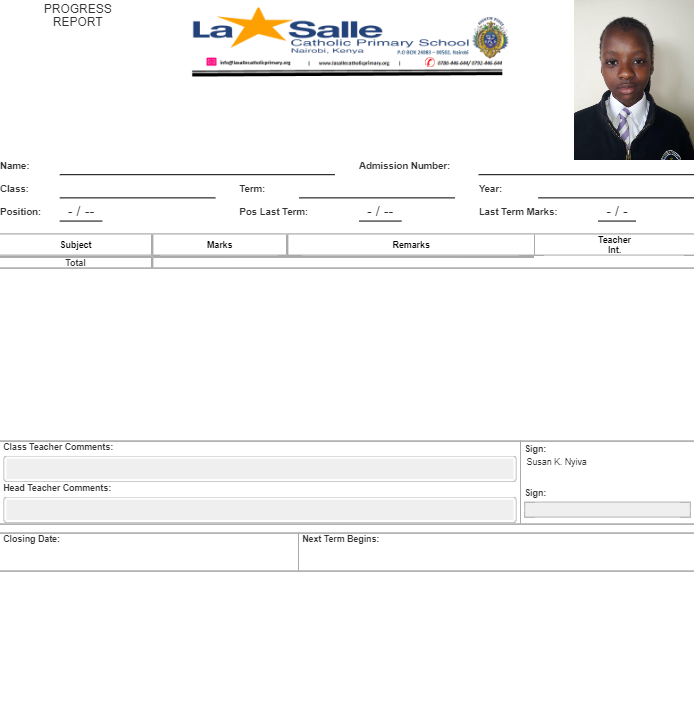 PROGRESS
REPORT
La Salle
Catholic Primary School
Nairobi, Kenya
P.O BOX 24083 – 00502, Nairobi
info@lasallecatholicprimary.org | www.lasallecatholicprimary.org | 0780-446-644/ 0792-446-644
Name: Admission Number:
Class: Term: Year:
Position: - / -- Pos Last Term: - / -- Last Term Marks: - / -
Subject Marks Remarks Teacher
Int.
Total
Class Teacher Comments: Sign:
Susan K. Nyiva
Head Teacher Comments: Sign:
Closing Date: Next Term Begins: